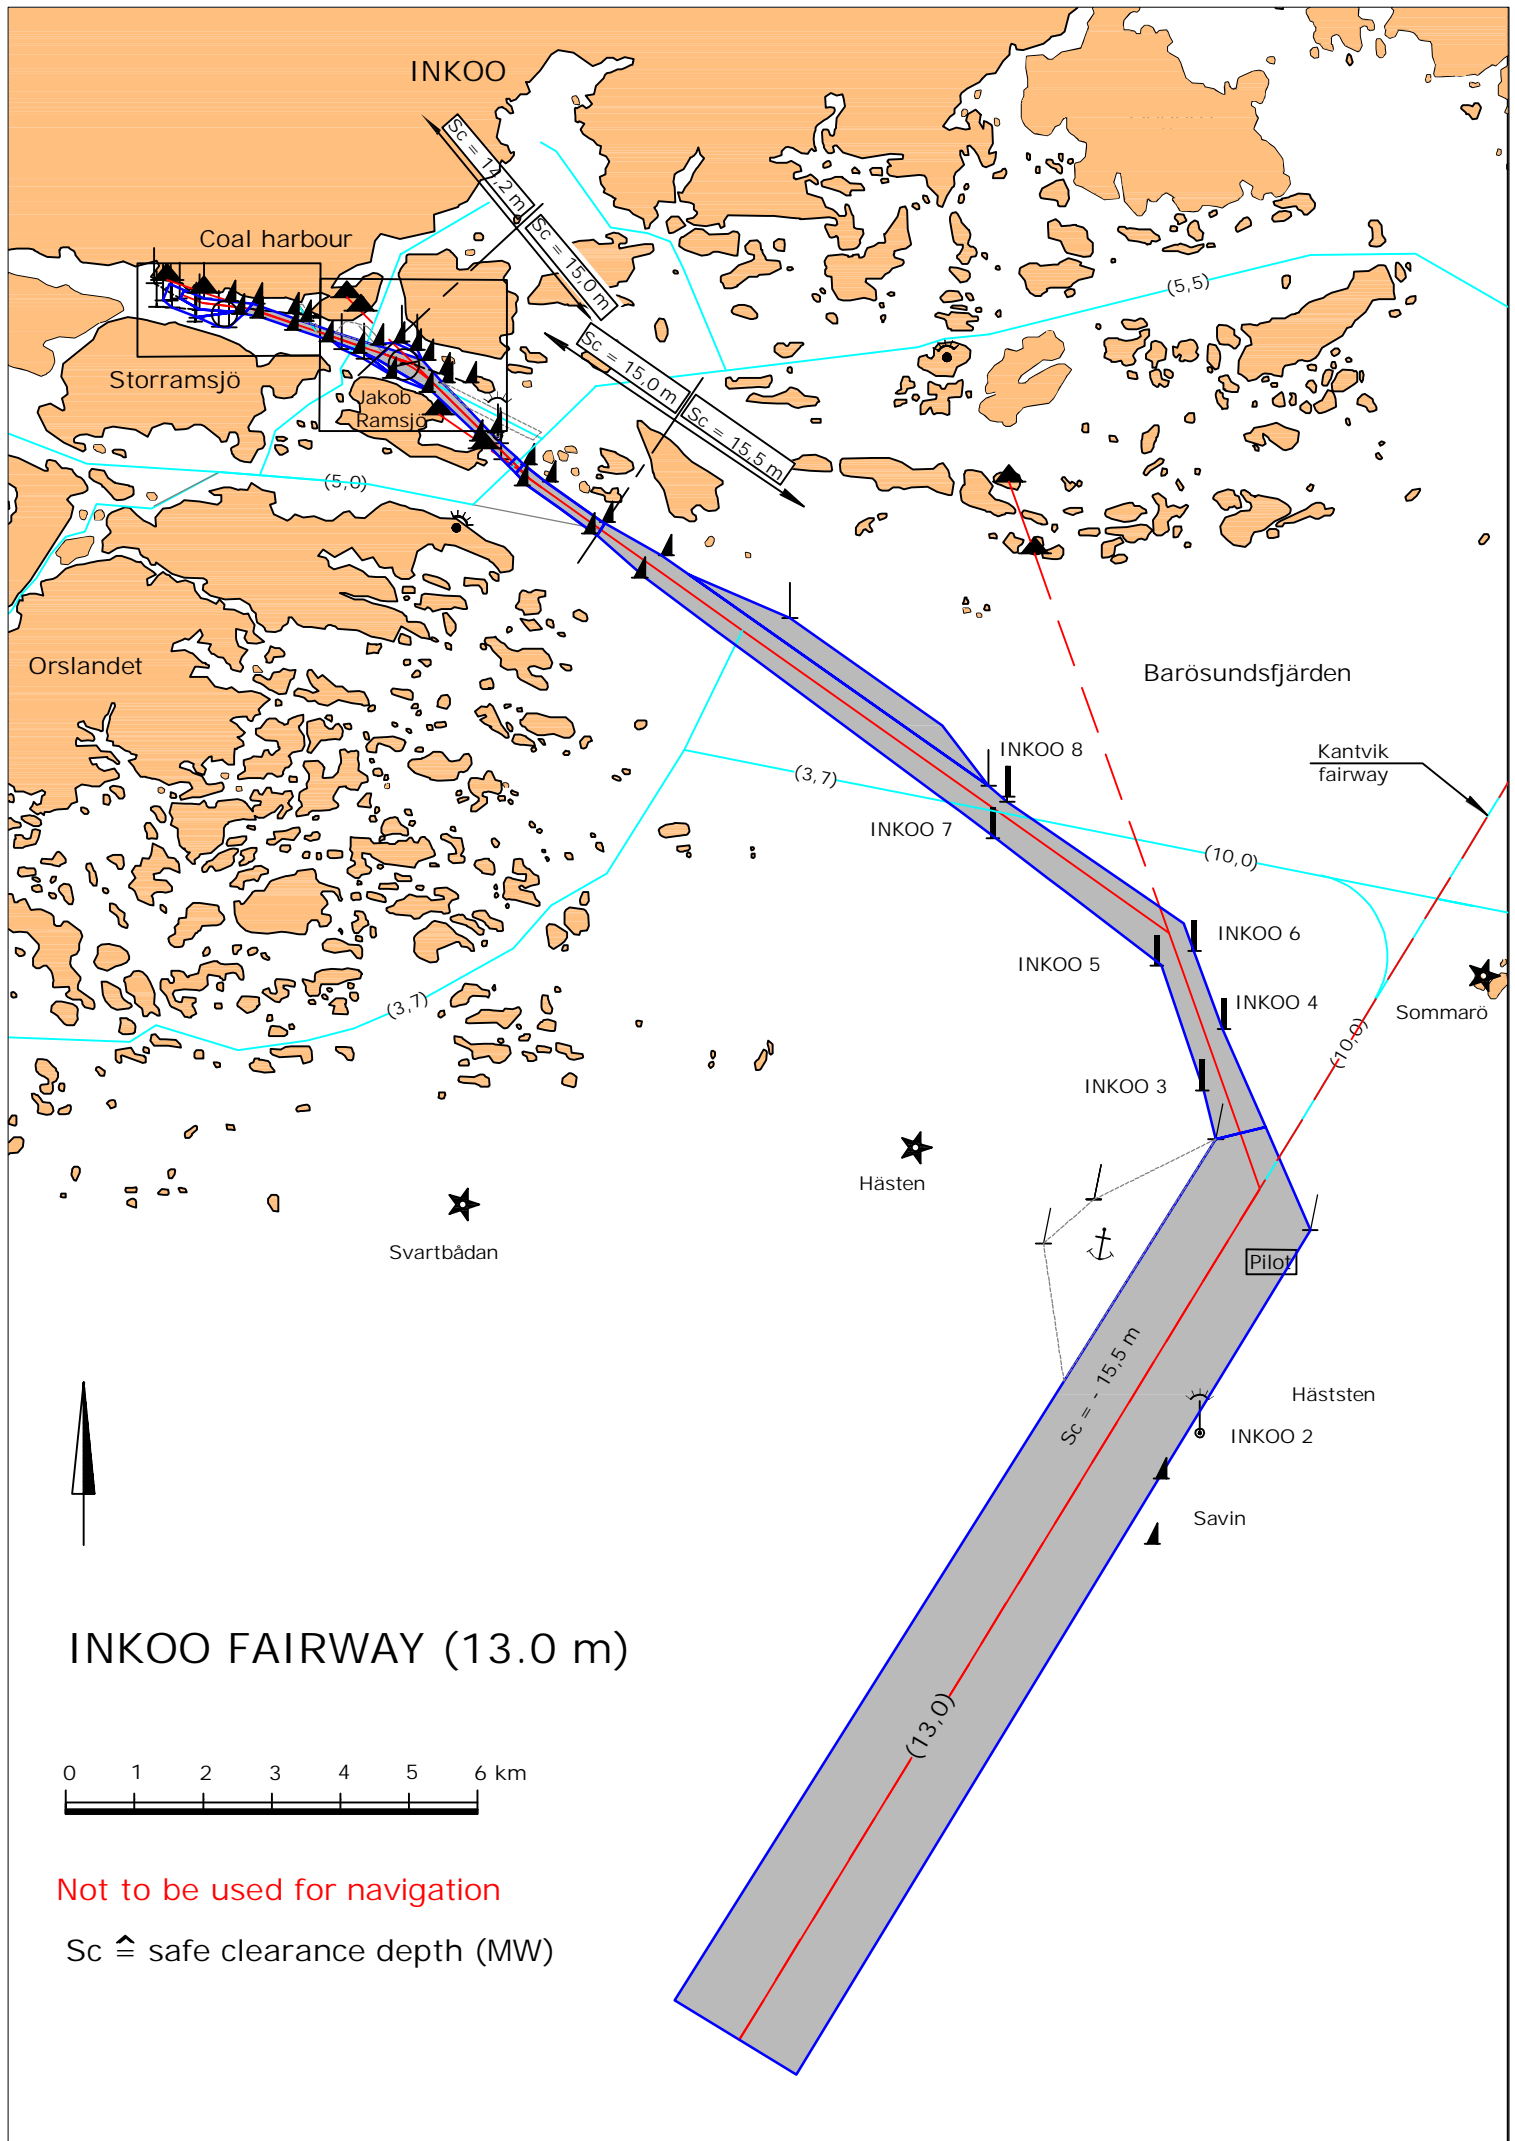 INKOO
Sc = 14,2 m
Sc = 15,0 m
Coal harbour
(5,5)
Sc = 15,0 m
Sc = 15,5 m
Storramsjö
Jakob
Ramsjö
(5,0)
Orslandet
Barösundsfjärden
INKOO 8
Kantvik
fairway
(3,7)
INKOO 7
(10,0)
INKOO 6
INKOO 5
(3,7)
INKOO 4
Sommarö
(10,0)
INKOO 3
Hästen
Svartbådan
Pilot
Sc = - 15,5 m
Häststen
INKOO 2
Savin
INKOO FAIRWAY (13.0 m)
(13,0)
0 1 2 3 4 5 6 km
Not to be used for navigation
Sc ≙ safe clearance depth (MW)